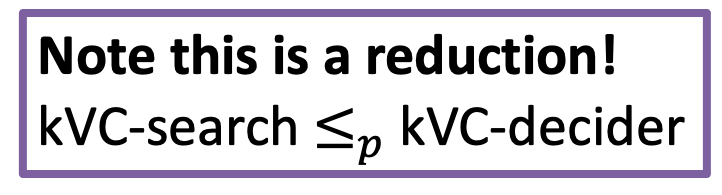 Note this is a reduction!
kVC-search ≤ₚ kVC-decider